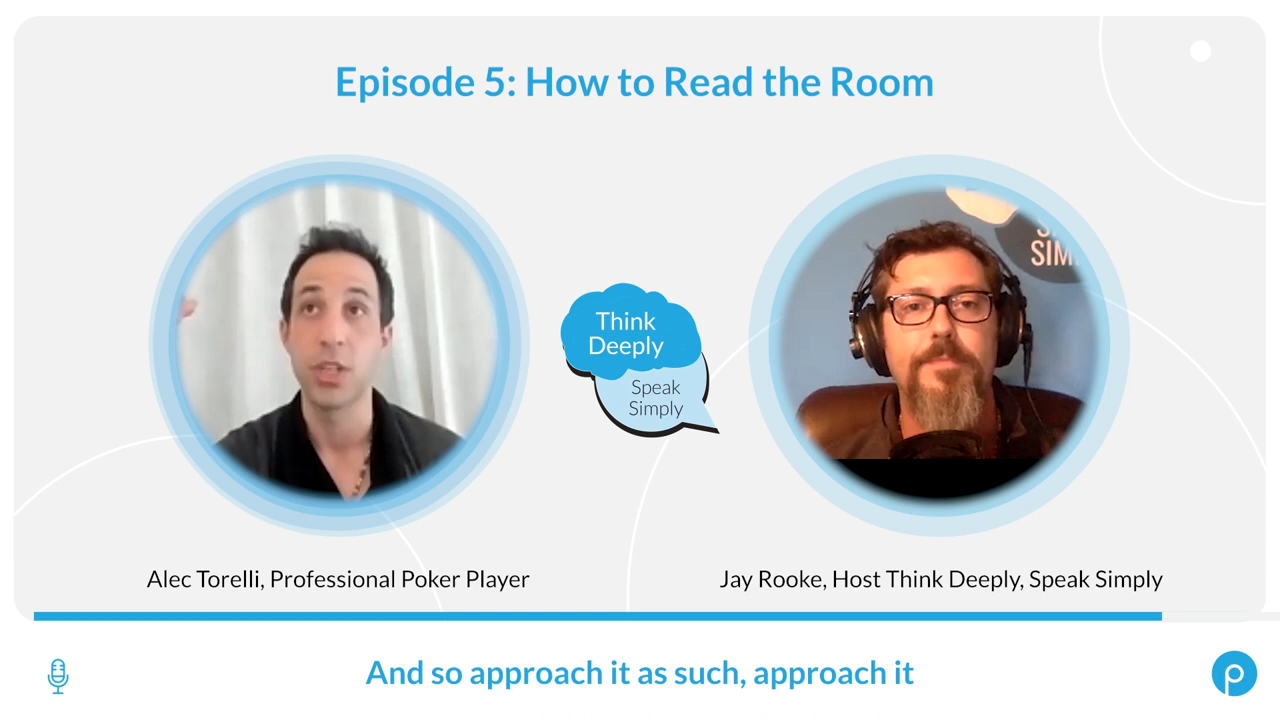 Episode 5: How to Read the Room
SIM
Think
Deeply
Speak
Simply
Alec Torelli, Professional Poker Player
Jay Rooke, Host Think Deeply, Speak Simply
And so approach it as such, approach it